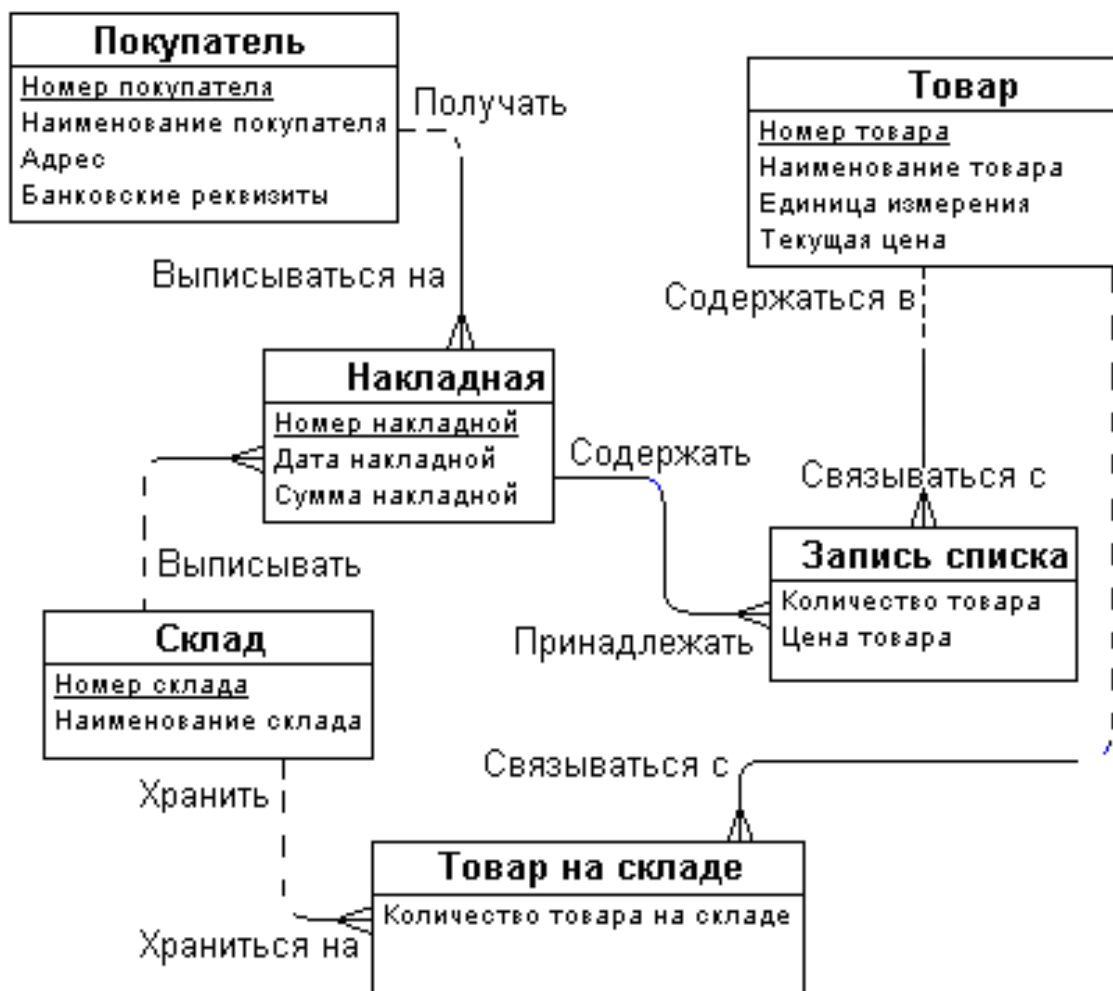 Покупатель
Номер покупателя
Наименование покупателя
Адрес
Банковские реквизиты
Получать
Выписываться на
Товар
Номер товара
Наименование товара
Единица измерения
Текущая цена
Содержаться в
Накладная
Номер накладной
Дата накладной
Сумма накладной
Содержать
Связываться с
Выписывать
Запись списка
Количество товара
Цена товара
Принадлежать
Склад
Номер склада
Наименование склада
Связываться с
Хранить
Товар на складе
Количество товара на складе
Храниться на